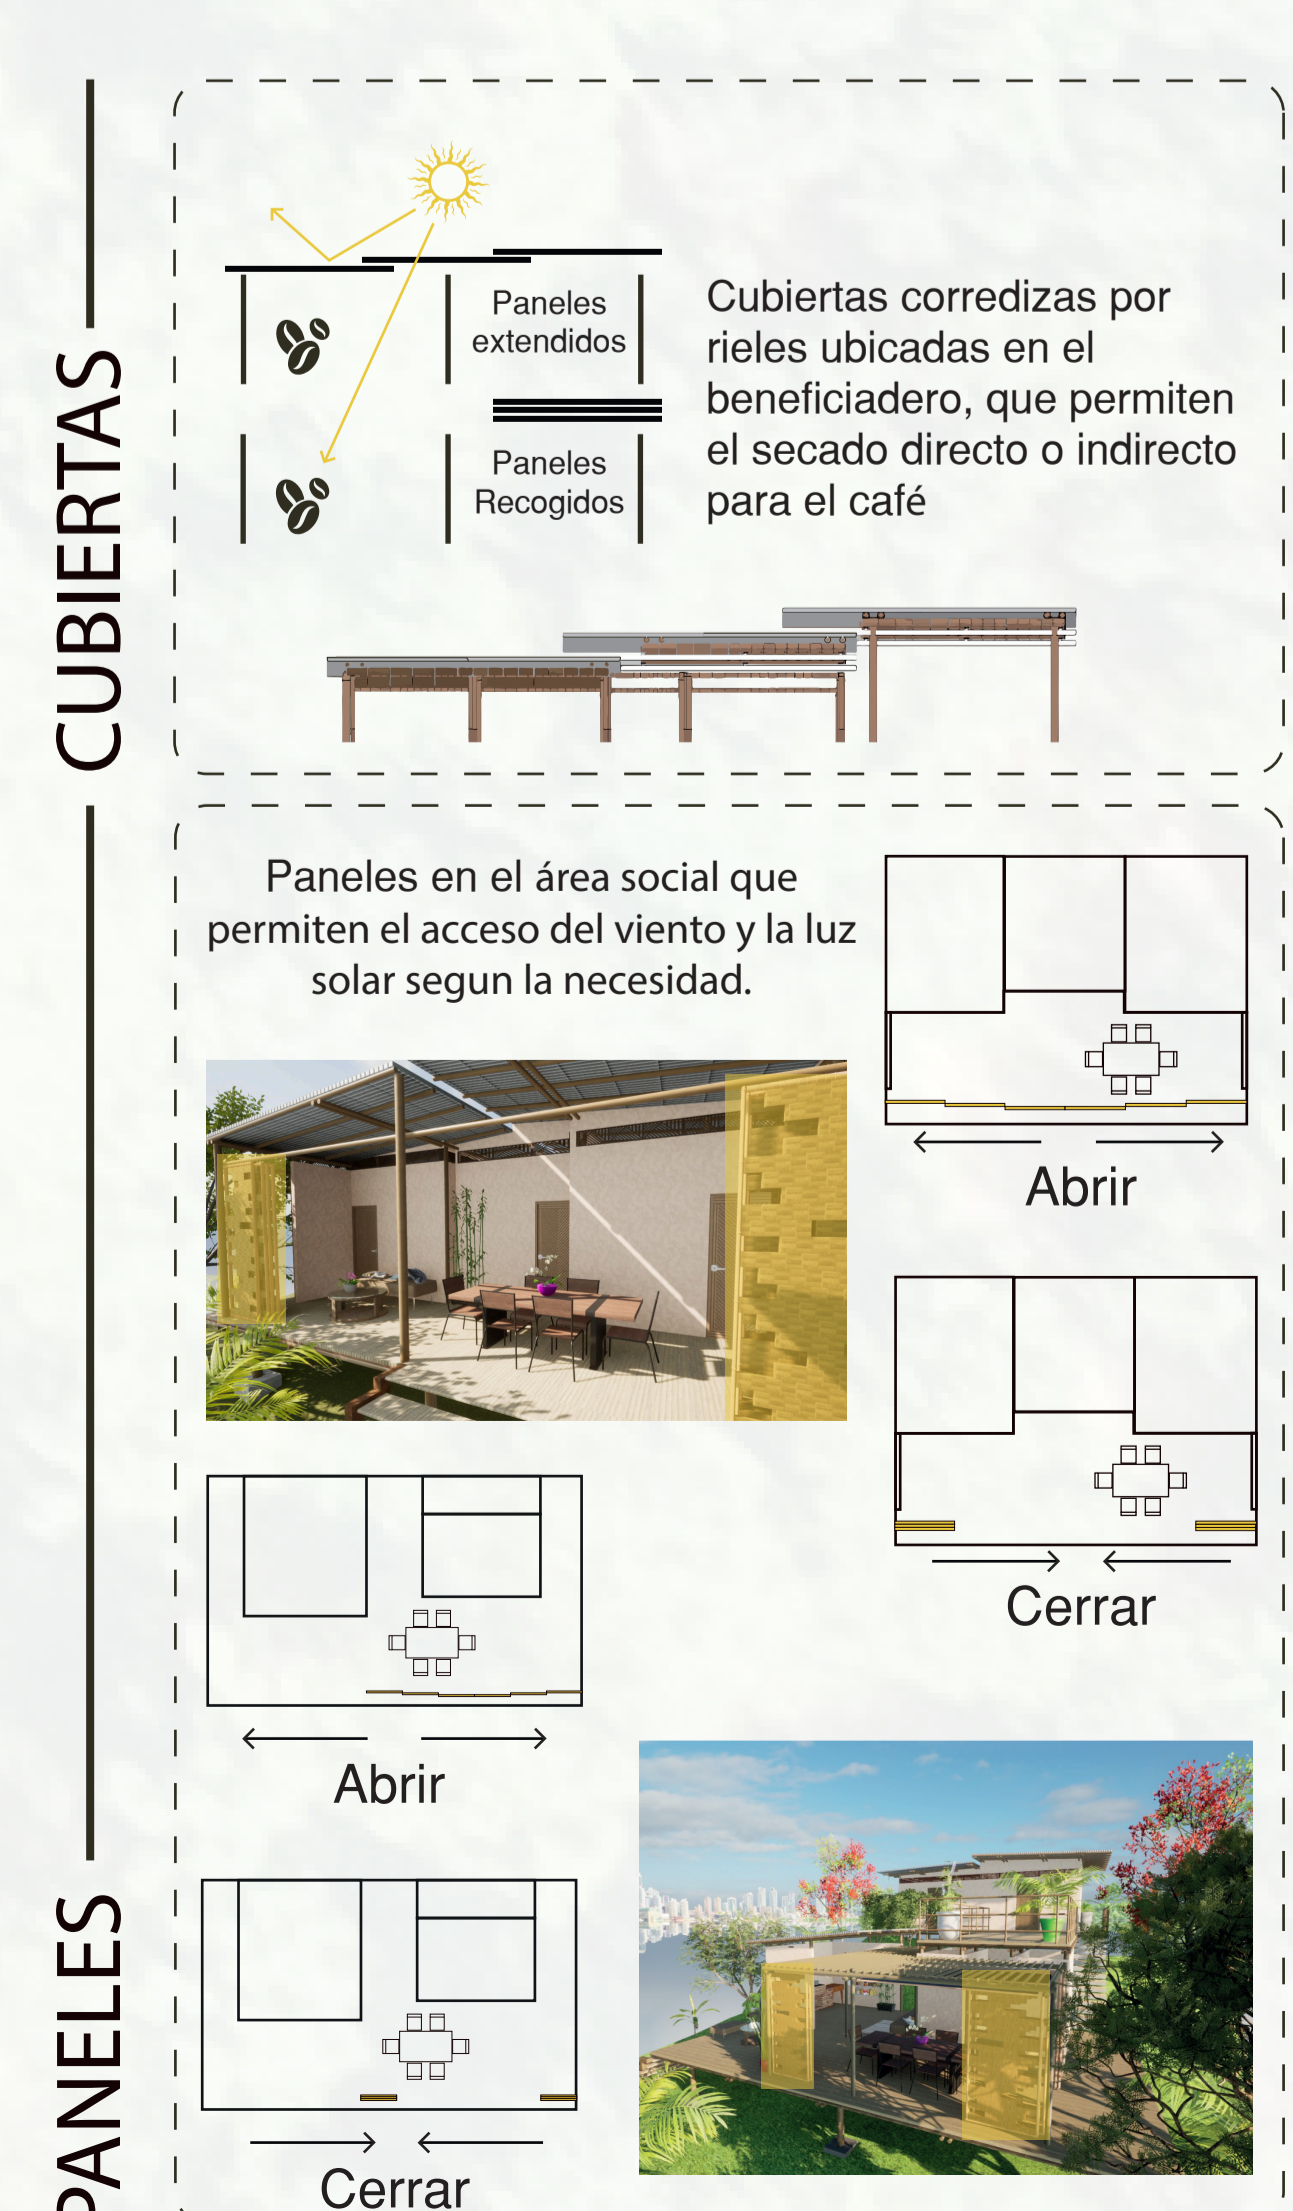 CUBIERTAS
Paneles
extendidos
Paneles
Recogidos
Cubiertas corredizas por
rieles ubicadas en el
beneficiadero, que permiten
el secado directo o indirecto
para el café
PANELES
Paneles en el área social que
permiten el acceso del viento y la luz
solar segun la necesidad.
Abrir
Cerrar
Abrir
Cerrar